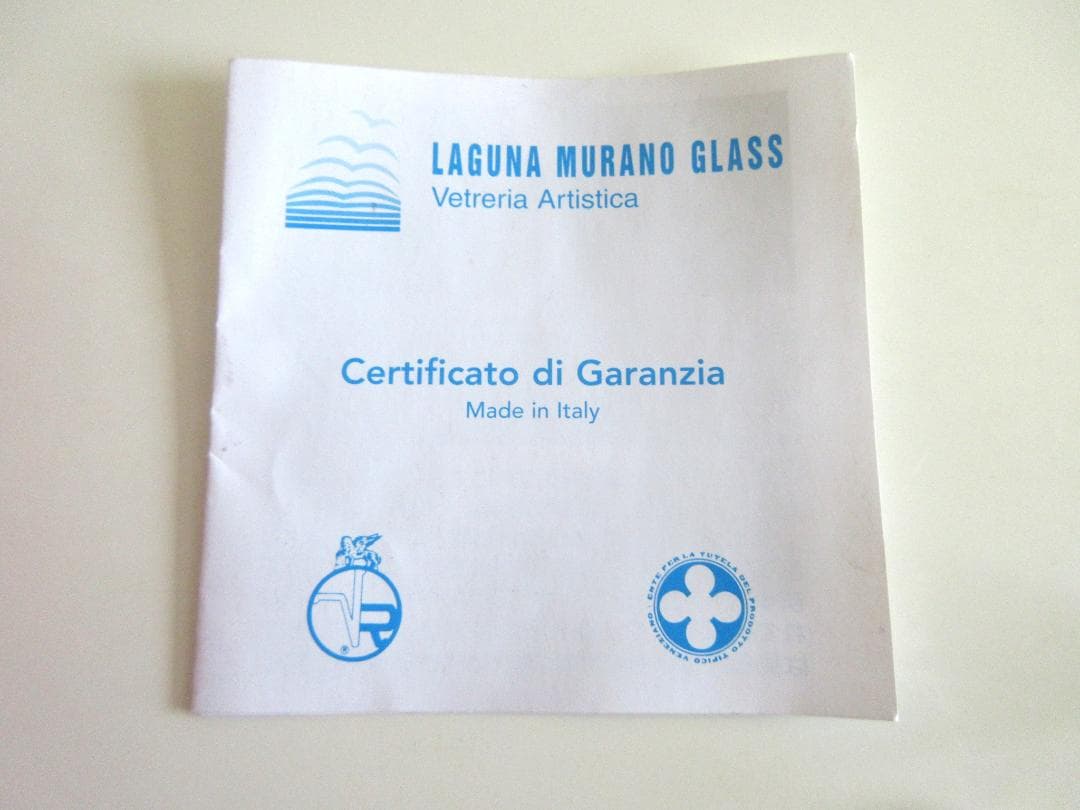 LAGUNA MURANO GLASS
Vetreria Artistica
Certificato di Garanzia
Made in Italy
VR
®
ENTE PER LA TUTELA DEL PRODOTTO TIPICO VENEZIANO